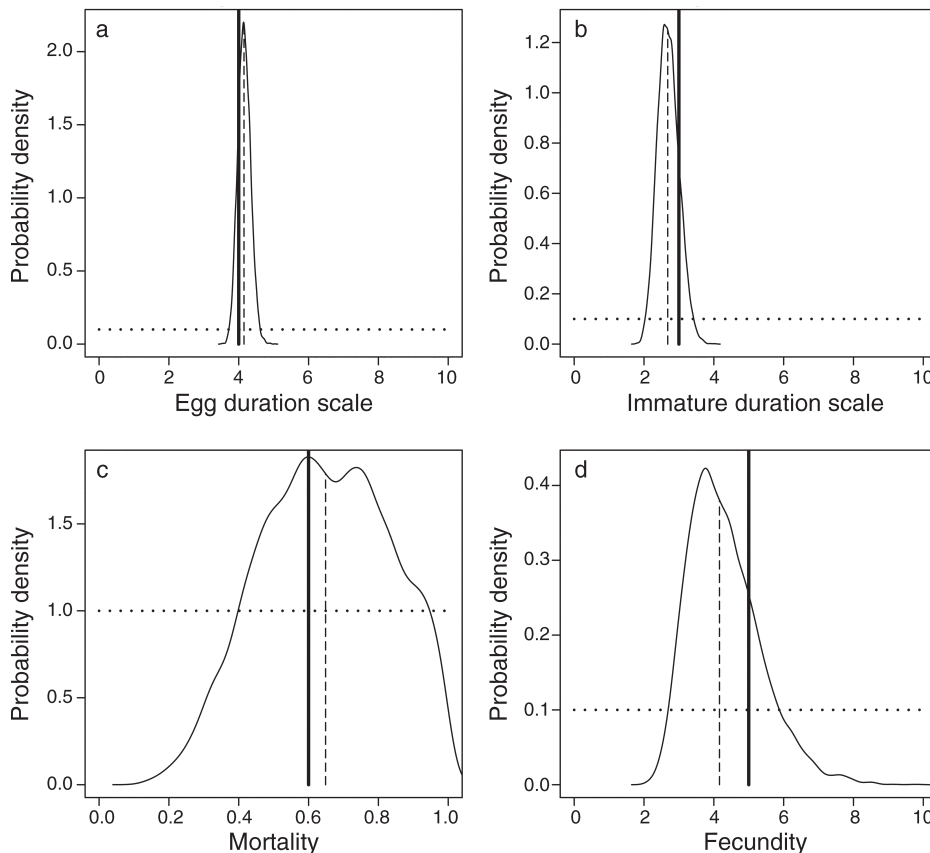 a
Probability density
2.0
1.5
1.0
0.5
0.0
0 2 4 6 8 10
Egg duration scale
b
Probability density
1.2
1.0
0.8
0.6
0.4
0.2
0.0
0 2 4 6 8 10
Immature duration scale
c
Probability density
1.5
1.0
0.5
0.0
0.0 0.2 0.4 0.6 0.8 1.0
Mortality
d
Probability density
0.4
0.3
0.2
0.1
0.0
0 2 4 6 8 10
Fecundity